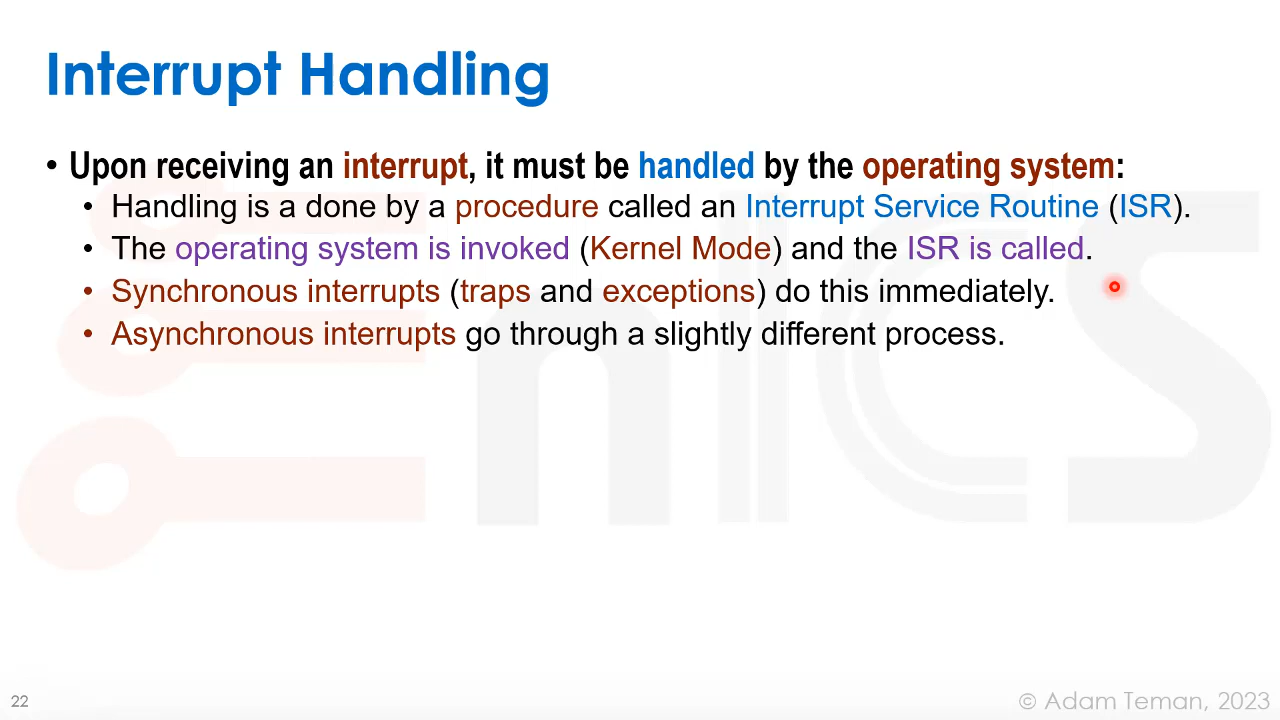 Interrupt Handling
• Upon receiving an interrupt, it must be handled by the operating system:
• Handling is a done by a procedure called an Interrupt Service Routine (ISR).
• The operating system is invoked (Kernel Mode) and the ISR is called.
• Synchronous interrupts (traps and exceptions) do this immediately.
• Asynchronous interrupts go through a slightly different process.
enICS
22
© Adam Teman, 2023